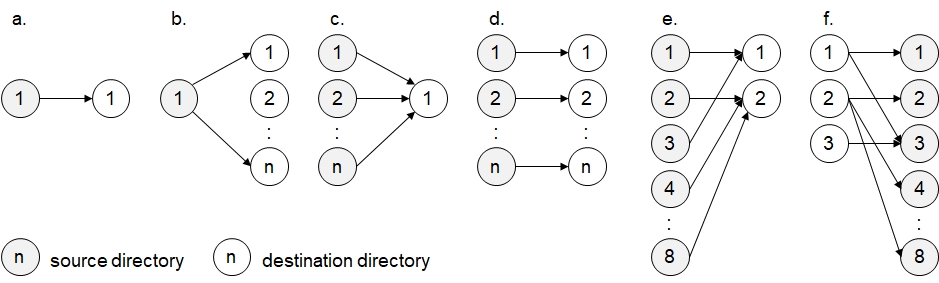 a.
b.
c.
d.
e.
f.
1 1
1 1 2 : n
1 2 : n 1
1 1
2 2
: :
n n
1 2 3 4 : 8 1 2
1 2 3 1 2 3 4 : 8
n source directory
n destination directory